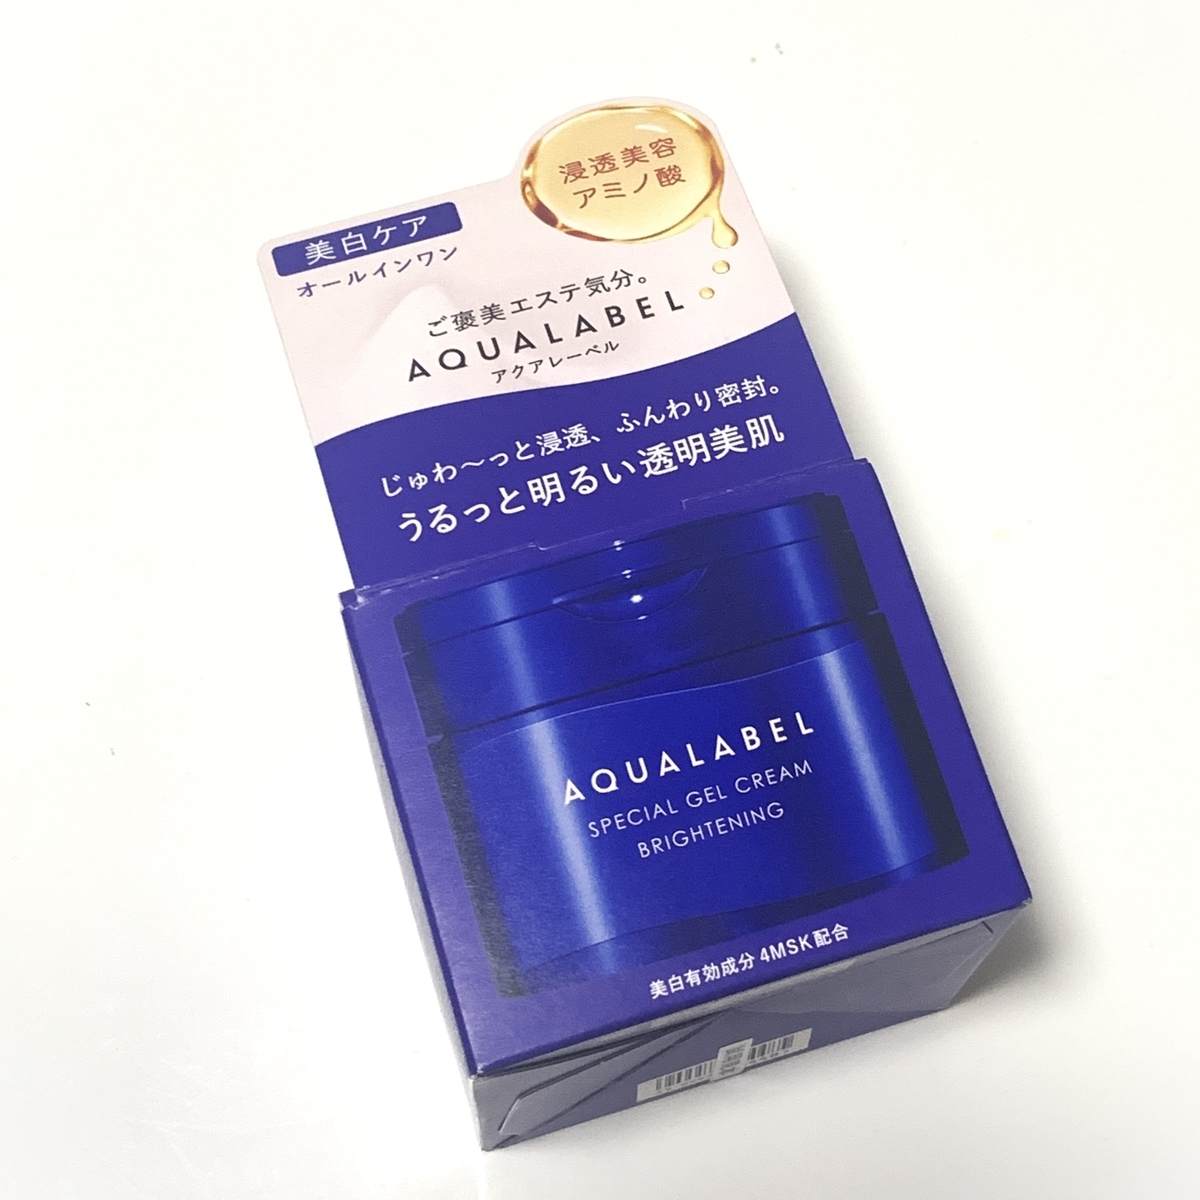 浸透美容
アミノ酸
美白ケア
オールインワン
ご褒美エステ気分。
AQUALABEL
アクアレーベル
じゅわ〜っと浸透、ふんわり密封。
うるっと明るい透明美肌
AQUALABEL
SPECIAL GEL CREAM
BRIGHTENING
美白有効成分 4MSK配合